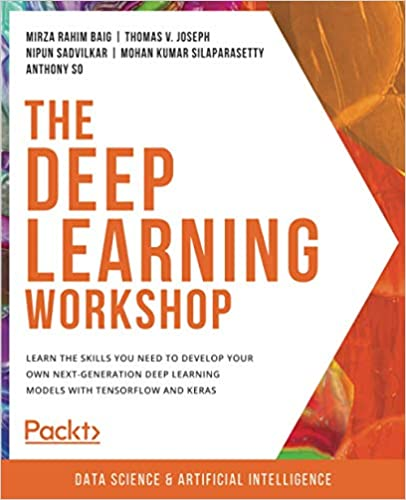 MIRZA RAHIM BAIG | THOMAS V. JOSEPH
NIPUN SADVILKAR | MOHAN KUMAR SILAPARASETTY
ANTHONY SO
THE
DEEP
LEARNING
WORKSHOP
LEARN THE SKILLS YOU NEED TO DEVELOP YOUR
OWN NEXT-GENERATION DEEP LEARNING
MODELS WITH TENSORFLOW AND KERAS
Packt>
DATA SCIENCE & ARTIFICIAL INTELLIGENCE